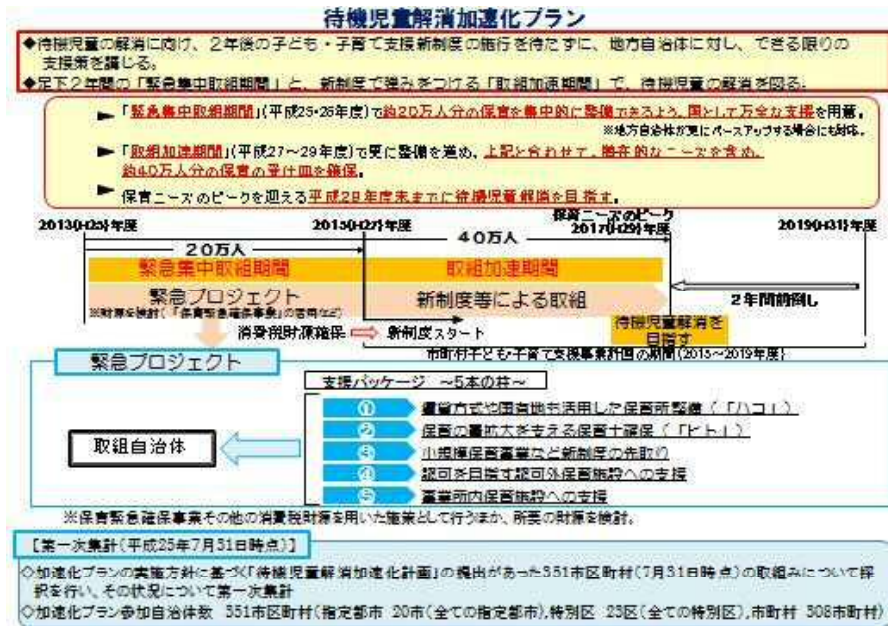 待機児童解消加速化プラン
◆待機児童の解消に向け、2年後の子ども・子育て支援新制度の施行を待たずに、地方自治体に対し、できる限りの
支援策を講じる。
◆足下2年間の「緊急集中取組期間」と、新制度で弾みをつける「取組加速期間」で、待機児童の解消を図る。
► 「緊急集中取組期間」(平成25・26年度)で約20万人分の保育を集中的に整備できるよう、国として万全な支援を用意。
※地方自治体が更にペースアップする場合にも対応。
► 「取組加速期間」(平成27～29年度)で更に整備を進め、上記と合わせて、潜在的なニーズを含め、
約40万人分の保育の受け皿を確保。
► 保育ニーズのピークを迎える平成29年度末までに待機児童解消を目指す。
保育ニーズのピーク
2013(H25)年度 2015(H27)年度 2017(H29)年度 2019(H31)年度
20万人 40万人
緊急集中取組期間 取組加速期間
緊急プロジェクト 新制度等による取組 2年間前倒し
※財源を検討(「保育緊急確保事業」の活用など)
消費税財源確保 ⇨ 新制度スタート
待機児童解消を
目指す
市町村子ども・子育て支援事業計画の期間(2015～2019年度)
緊急プロジェクト
支援パッケージ ～5本の柱～
① 賃貸方式や国有地も活用した保育所整備(「ハコ」)
② 保育の量拡大を支える保育士確保(「ヒト」)
取組自治体
③ 小規模保育事業など新制度の先取り
④ 認可を目指す認可外保育施設への支援
⑤ 事業所内保育施設への支援
※保育緊急確保事業その他の消費税財源を用いた施策として行うほか、所要の財源を検討。
【第一次集計(平成25年7月31日時点)】
◇加速化プランの実施方針に基づく「待機児童解消加速化計画」の提出があった351市区町村(7月31日時点)の取組みについて採
択を行い、その状況について第一次集計
◇加速化プラン参加自治体数 351市区町村(指定都市 20市(全ての指定都市),特別区 23区(全ての特別区),市町村 308市町村)